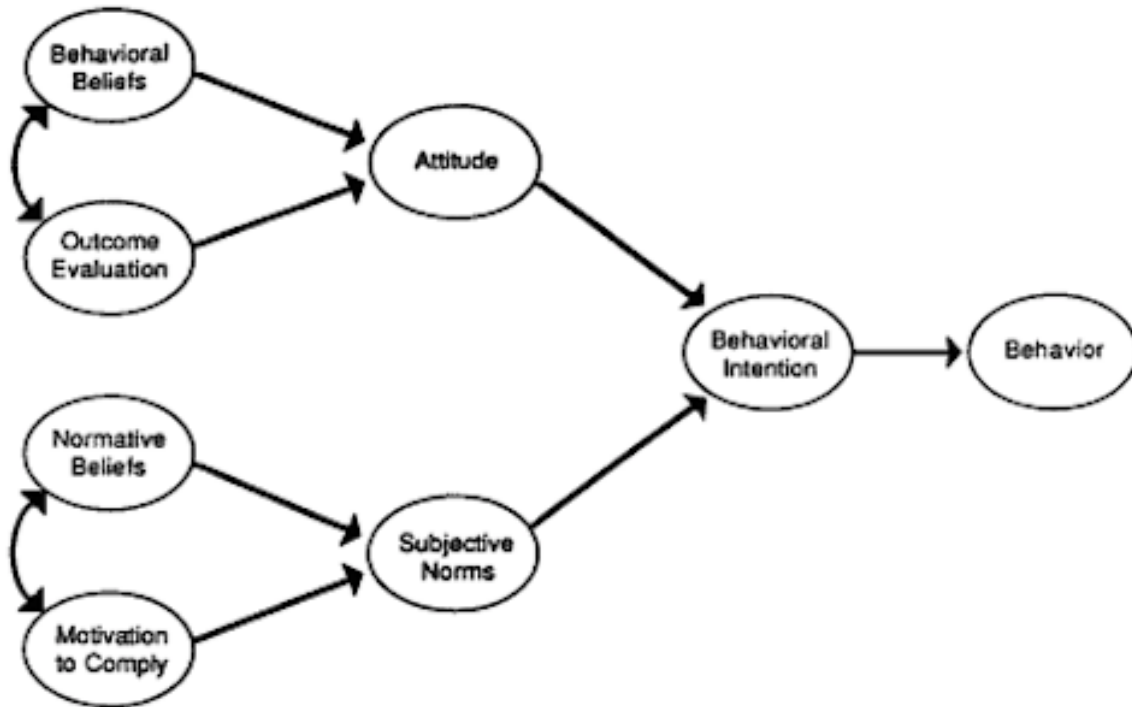 Behavioral
Beliefs
Outcome
Evaluation
Attitude
Normative
Beliefs
Motivation
to Comply
Subjective
Norms
Behavioral
Intention
Behavior